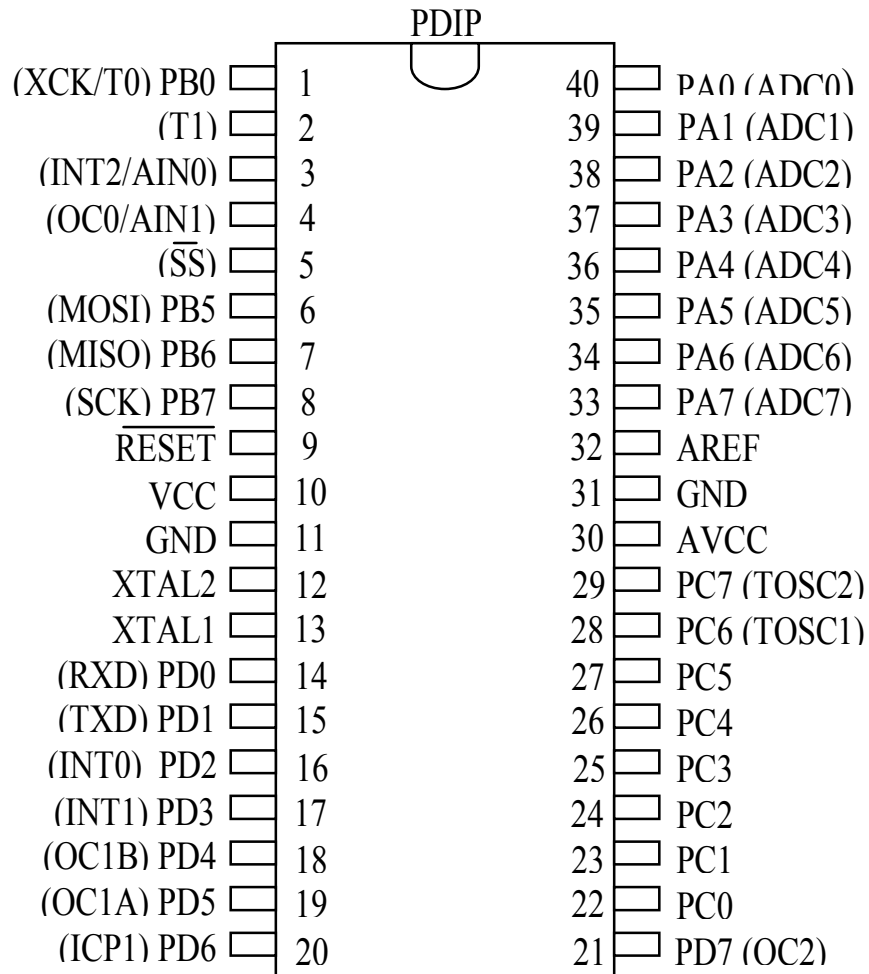 PDIP
(XCK/T0) PB0 1 40 PA0 (ADC0)
(T1) 2 39 PA1 (ADC1)
(INT2/AIN0) 3 38 PA2 (ADC2)
(OC0/AIN1) 4 37 PA3 (ADC3)
(S̅S̅) 5 36 PA4 (ADC4)
(MOSI) PB5 6 35 PA5 (ADC5)
(MISO) PB6 7 34 PA6 (ADC6)
(SCK) PB7 8 33 PA7 (ADC7)
R̅E̅S̅E̅T̅ 9 32 AREF
VCC 10 31 GND
GND 11 30 AVCC
XTAL2 12 29 PC7 (TOSC2)
XTAL1 13 28 PC6 (TOSC1)
(RXD) PD0 14 27 PC5
(TXD) PD1 15 26 PC4
(INT0) PD2 16 25 PC3
(INT1) PD3 17 24 PC2
(OC1B) PD4 18 23 PC1
(OC1A) PD5 19 22 PC0
(ICP1) PD6 20 21 PD7 (OC2)